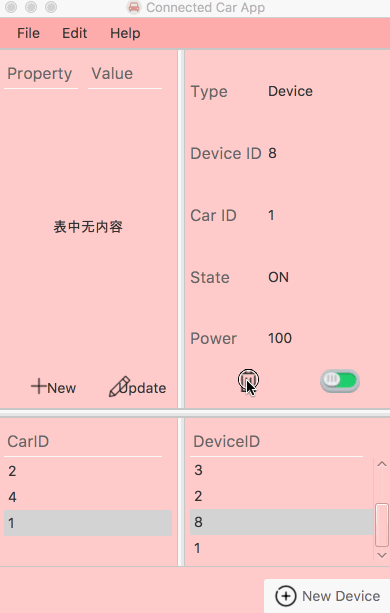 Connected Car App
File Edit Help
Property Value
表中无内容
New Update
Type Device
Device ID 8
Car ID 1
State ON
Power 100
CarID
2
4
1
DeviceID
3
2
8
1
New Device